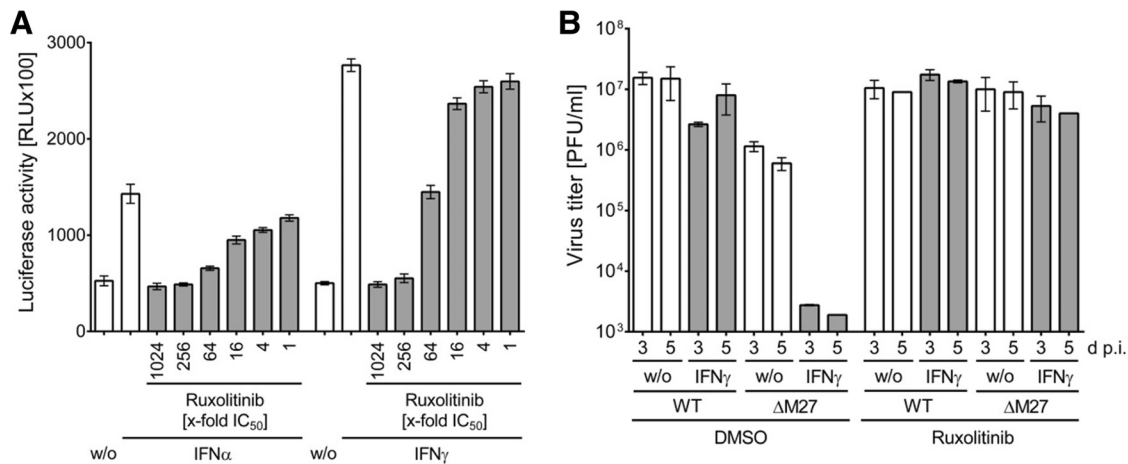 A
Luciferase activity [RLUx100]
3000
2000
1000
0
1024 256 64 16 4 1 1024 256 64 16 4 1
Ruxolitinib Ruxolitinib
[x-fold IC50] [x-fold IC50]
w/o IFNα w/o IFNγ
B
Virus titer [PFU/ml]
10^8
10^7
10^6
10^5
10^4
10^3
3 5 3 5 3 5 3 5 3 5 3 5 3 5 3 5 d p.i.
w/o IFNγ w/o IFNγ w/o IFNγ w/o IFNγ
WT ΔM27 WT ΔM27
DMSO Ruxolitinib